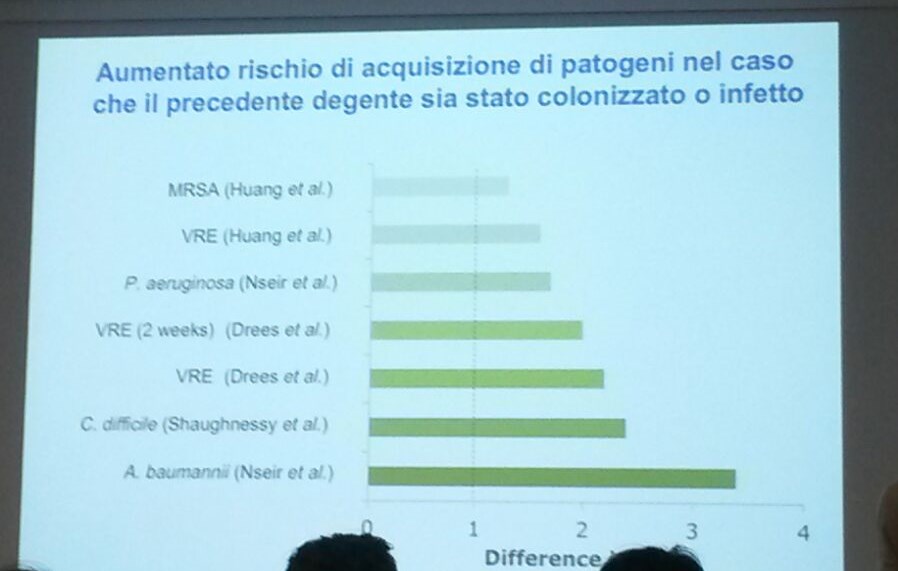 Aumentato rischio di acquisizione di patogeni nel caso
che il precedente degente sia stato colonizzato o infetto
MRSA (Huang et al.)
VRE (Huang et al.)
P. aeruginosa (Nseir et al.)
VRE (2 weeks) (Drees et al.)
VRE (Drees et al.)
C. difficile (Shaughnessy et al.)
A. baumannii (Nseir et al.)
0 1 2 3 4
Difference